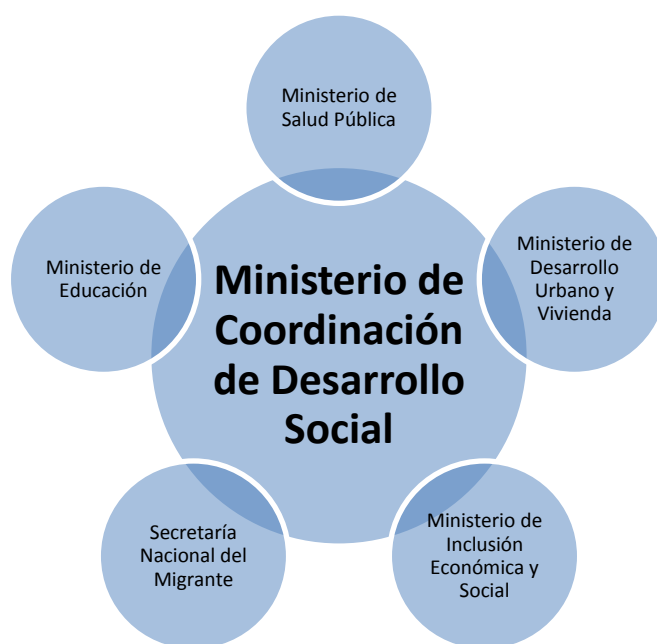 Ministerio de
Salud Pública
Ministerio de
Educación
Ministerio de
Coordinación
de Desarrollo
Social
Ministerio de
Desarrollo
Urbano y
Vivienda
Secretaría
Nacional del
Migrante
Ministerio de
Inclusión
Económica y
Social